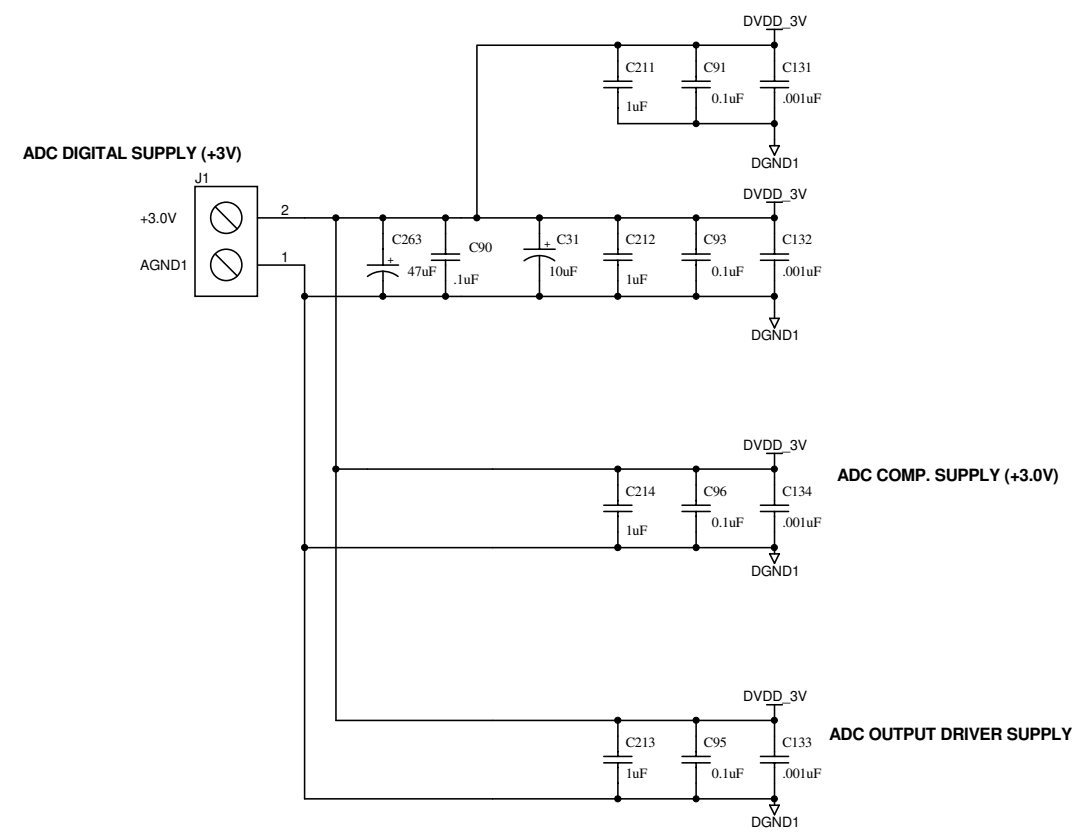 DVDD_3V
C211
C91
C131
1uF
0.1uF
.001uF
DGND1
ADC DIGITAL SUPPLY (+3V)
J1
DVDD_3V
+3.0V
2
C263
C90
C31
C212
C93
C132
+
+
AGND1
1
47uF
.1uF
10uF
1uF
0.1uF
.001uF
DGND1
DVDD_3V
ADC COMP. SUPPLY (+3.0V)
C214
C96
C134
1uF
0.1uF
.001uF
DGND1
DVDD_3V
ADC OUTPUT DRIVER SUPPLY
C213
C95
C133
1uF
0.1uF
.001uF
DGND1